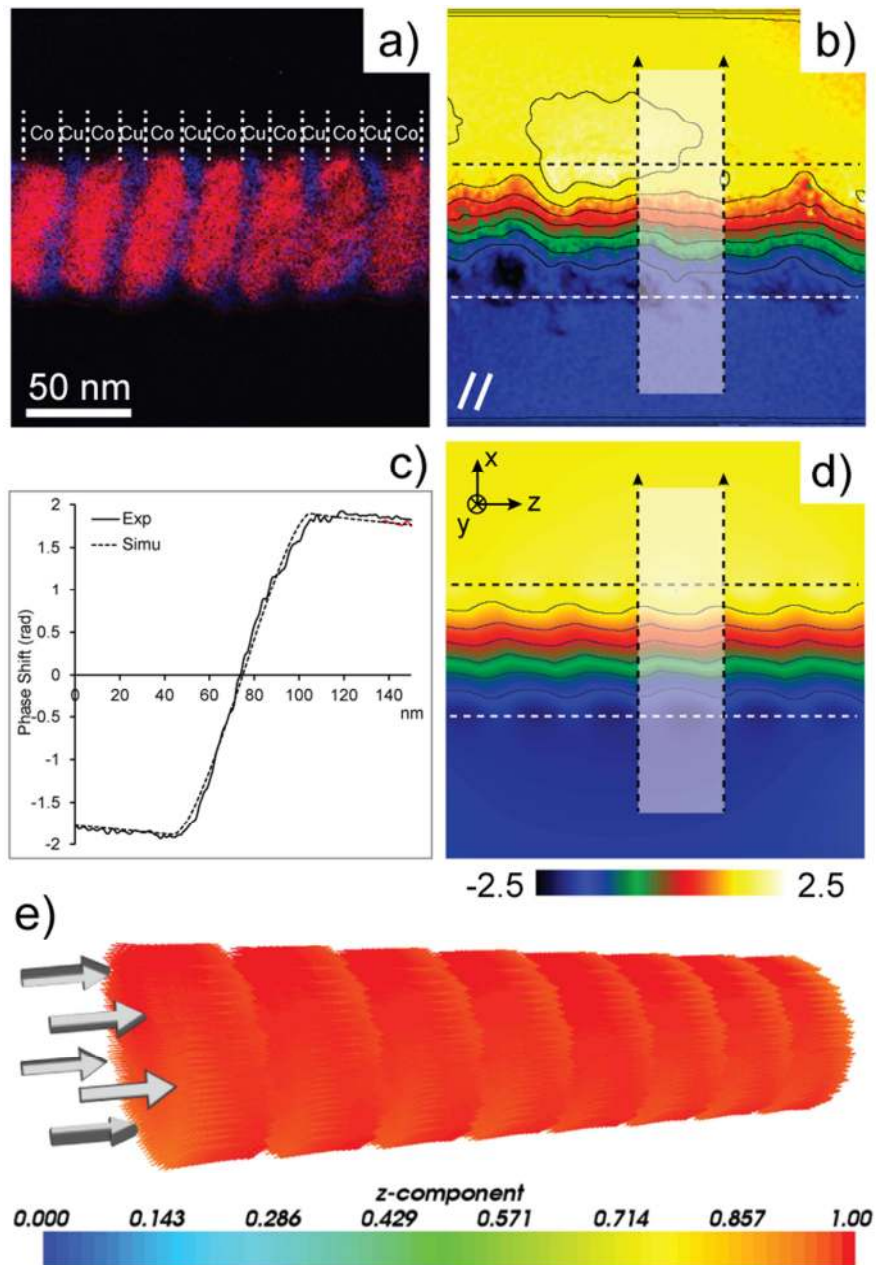 a)
Co Cu Co Cu Co Cu Co Cu Co Cu Co
50 nm
b)
//
c)
Phase Shift (rad)
2
1.5
1
0.5
0
-0.5
-1
-1.5
-2
0 20 40 60 80 100 120 140
nm
Exp
Simu
d)
x
y z
-2.5 2.5
e)
z-component
0.000 0.143 0.286 0.429 0.571 0.714 0.857 1.00